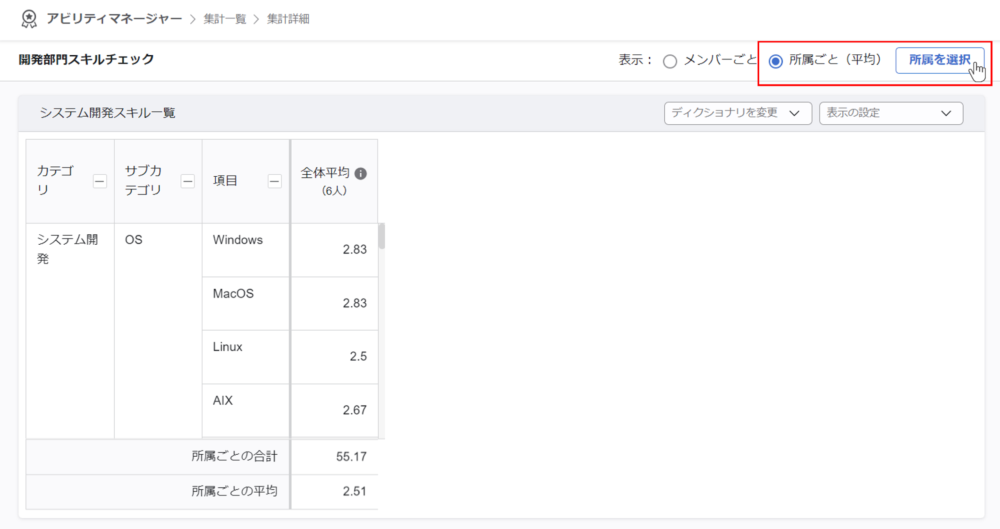 アビリティマネージャー > 集計一覧 > 集計詳細
開発部門スキルチェック
表示： メンバーごと 所属ごと（平均） 所属を選択
システム開発スキル一覧
ディクショナリを変更
表示の設定
カテゴ
リ
サブカ
テゴリ
項目
全体平均
（6人）
システム開
発
OS
Windows
2.83
MacOS
2.83
Linux
2.5
AIX
2.67
所属ごとの合計
55.17
所属ごとの平均
2.51